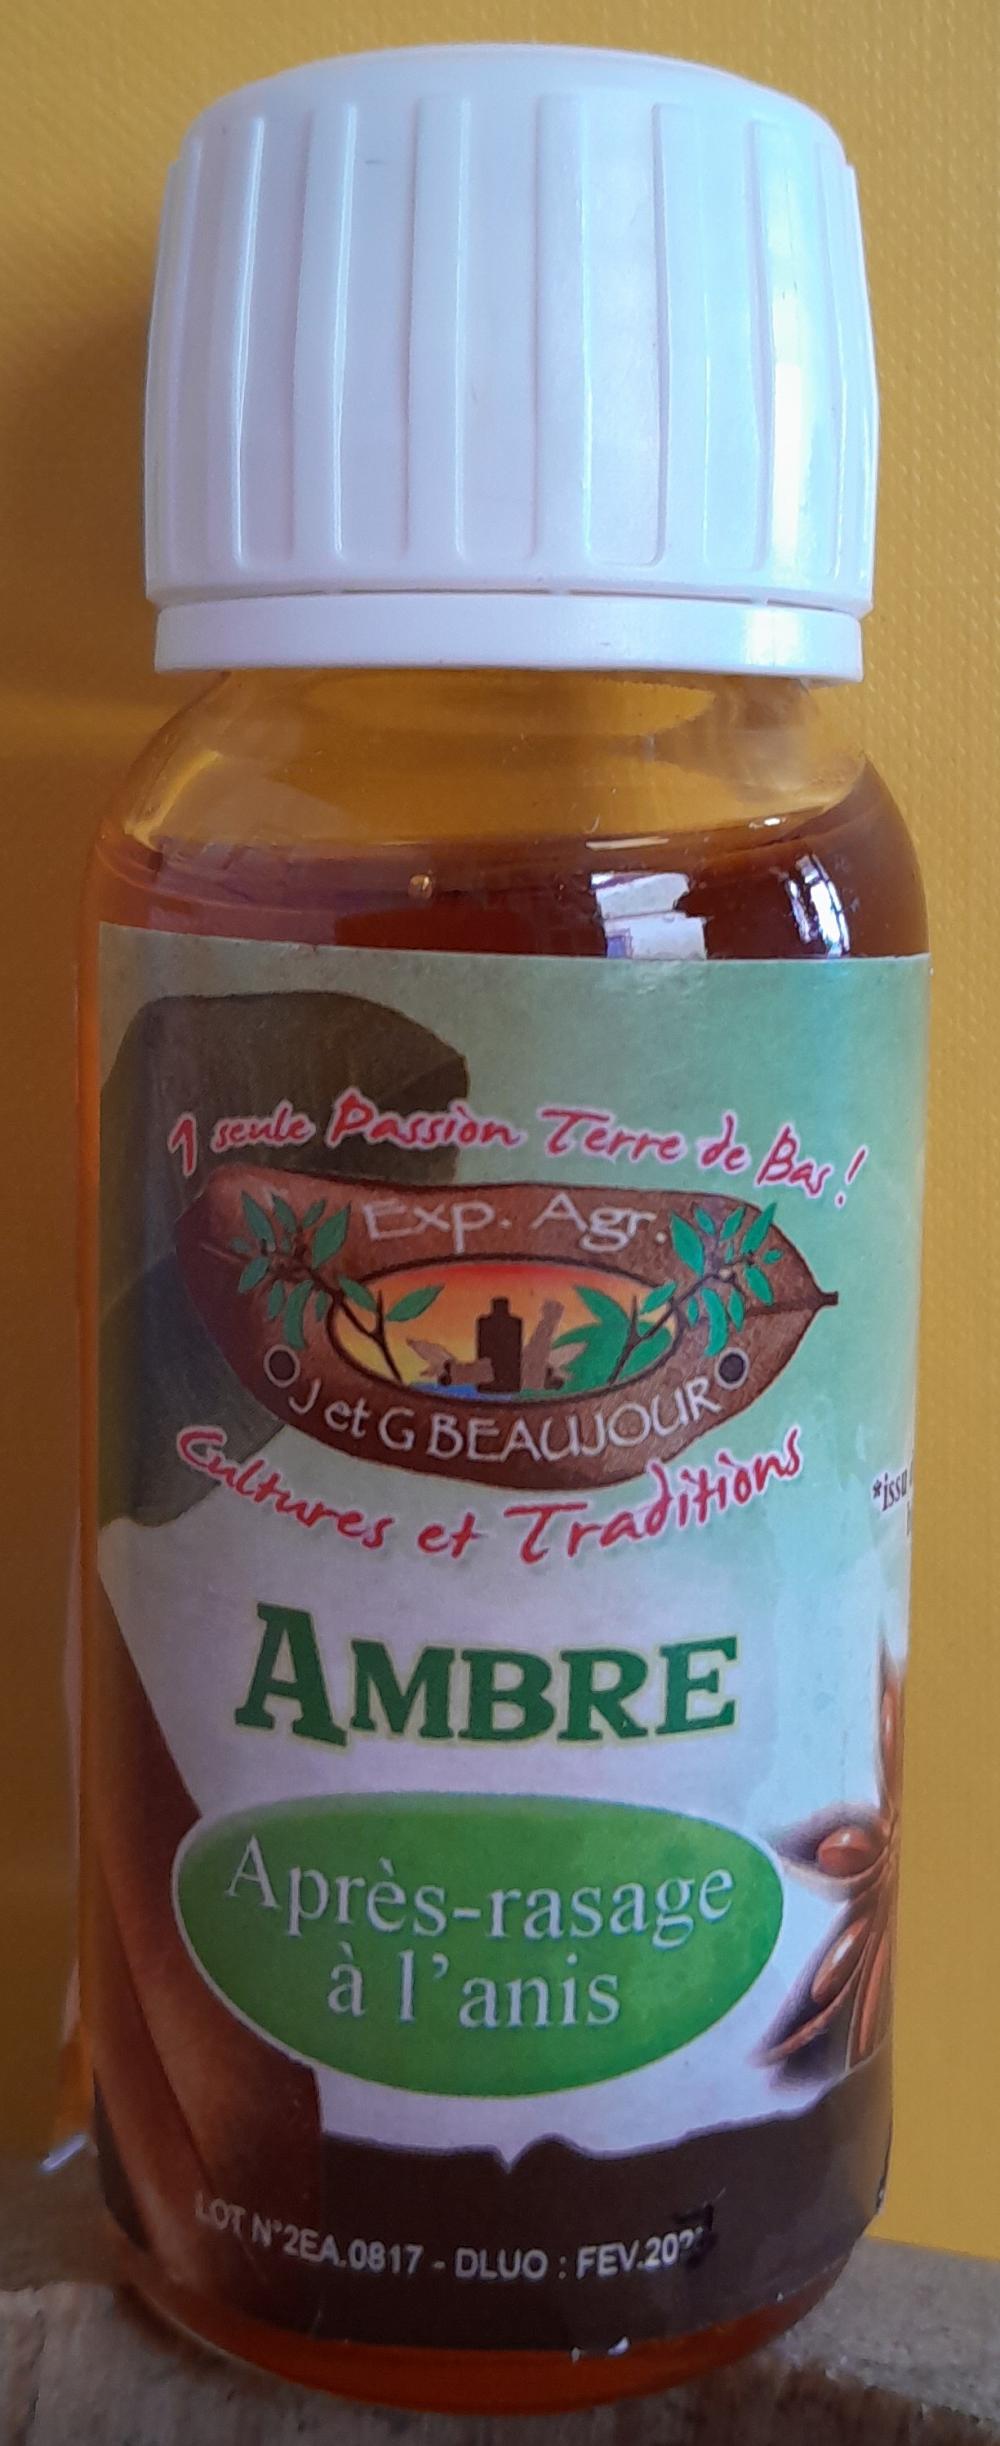 1 seule Passion Terre de Bas !
Exp. Agr.
J et G BEAUJOUR
Cultures et Traditions
*issu
AMBRE
Après-rasage
à l'anis
LOT N°2EA.0817 - DLUO : FEV.